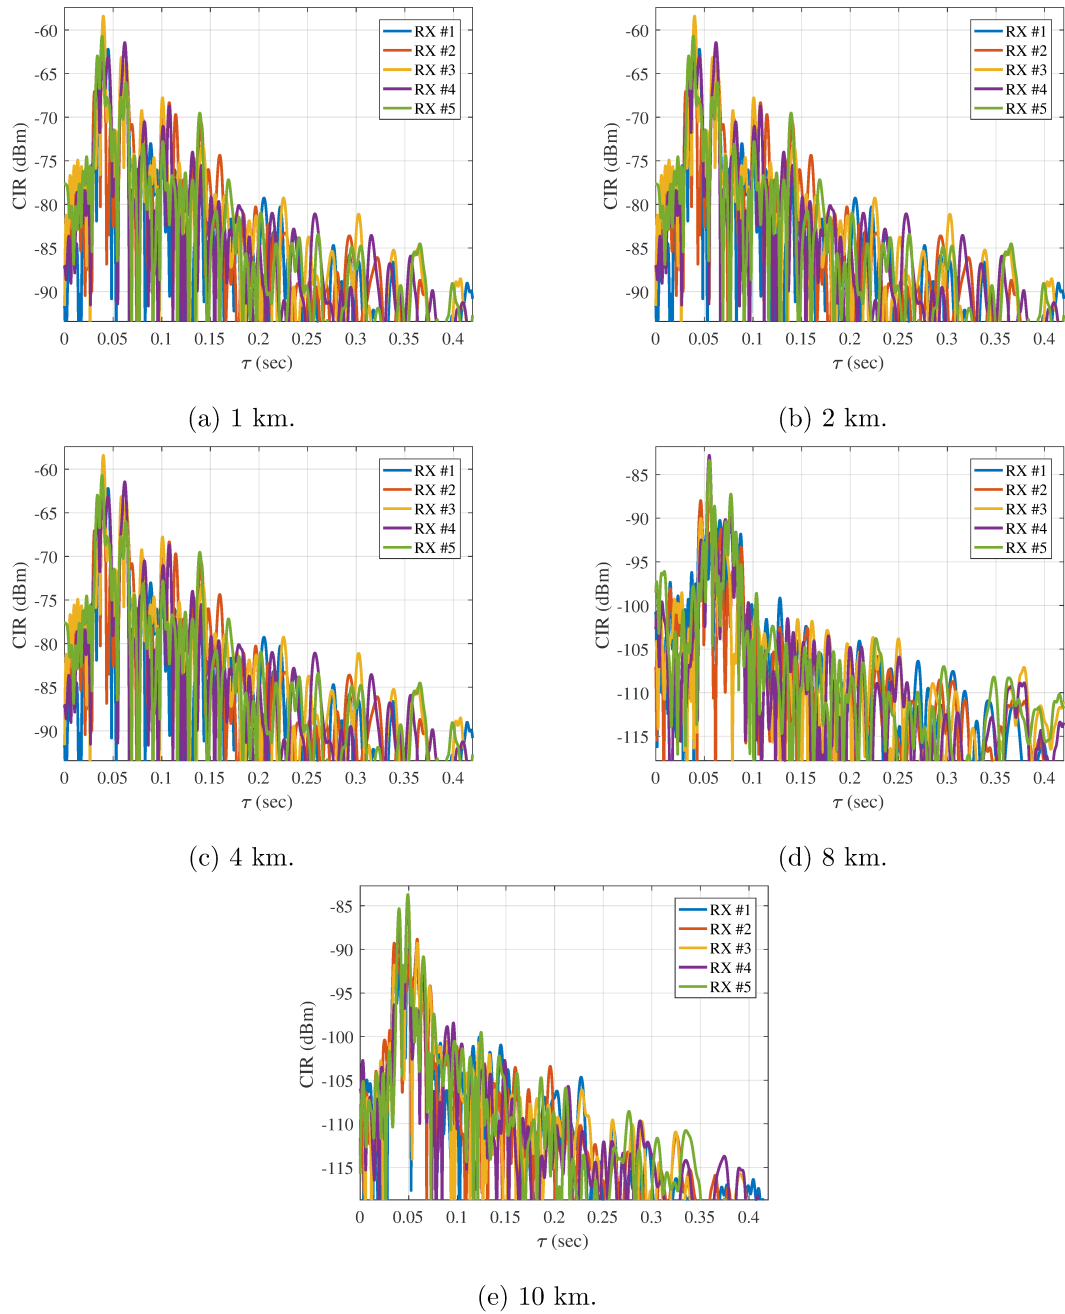 -60
-65
-70
-75
-80
-85
-90
CIR (dBm)
0 0.05 0.1 0.15 0.2 0.25 0.3 0.35 0.4
τ (sec)
RX #1
RX #2
RX #3
RX #4
RX #5
(a) 1 km.
-60
-65
-70
-75
-80
-85
-90
CIR (dBm)
0 0.05 0.1 0.15 0.2 0.25 0.3 0.35 0.4
τ (sec)
RX #1
RX #2
RX #3
RX #4
RX #5
(b) 2 km.
-60
-65
-70
-75
-80
-85
-90
CIR (dBm)
0 0.05 0.1 0.15 0.2 0.25 0.3 0.35 0.4
τ (sec)
RX #1
RX #2
RX #3
RX #4
RX #5
(c) 4 km.
-85
-90
-95
-100
-105
-110
-115
CIR (dBm)
0 0.05 0.1 0.15 0.2 0.25 0.3 0.35 0.4
τ (sec)
RX #1
RX #2
RX #3
RX #4
RX #5
(d) 8 km.
-85
-90
-95
-100
-105
-110
-115
CIR (dBm)
0 0.05 0.1 0.15 0.2 0.25 0.3 0.35 0.4
τ (sec)
RX #1
RX #2
RX #3
RX #4
RX #5
(e) 10 km.